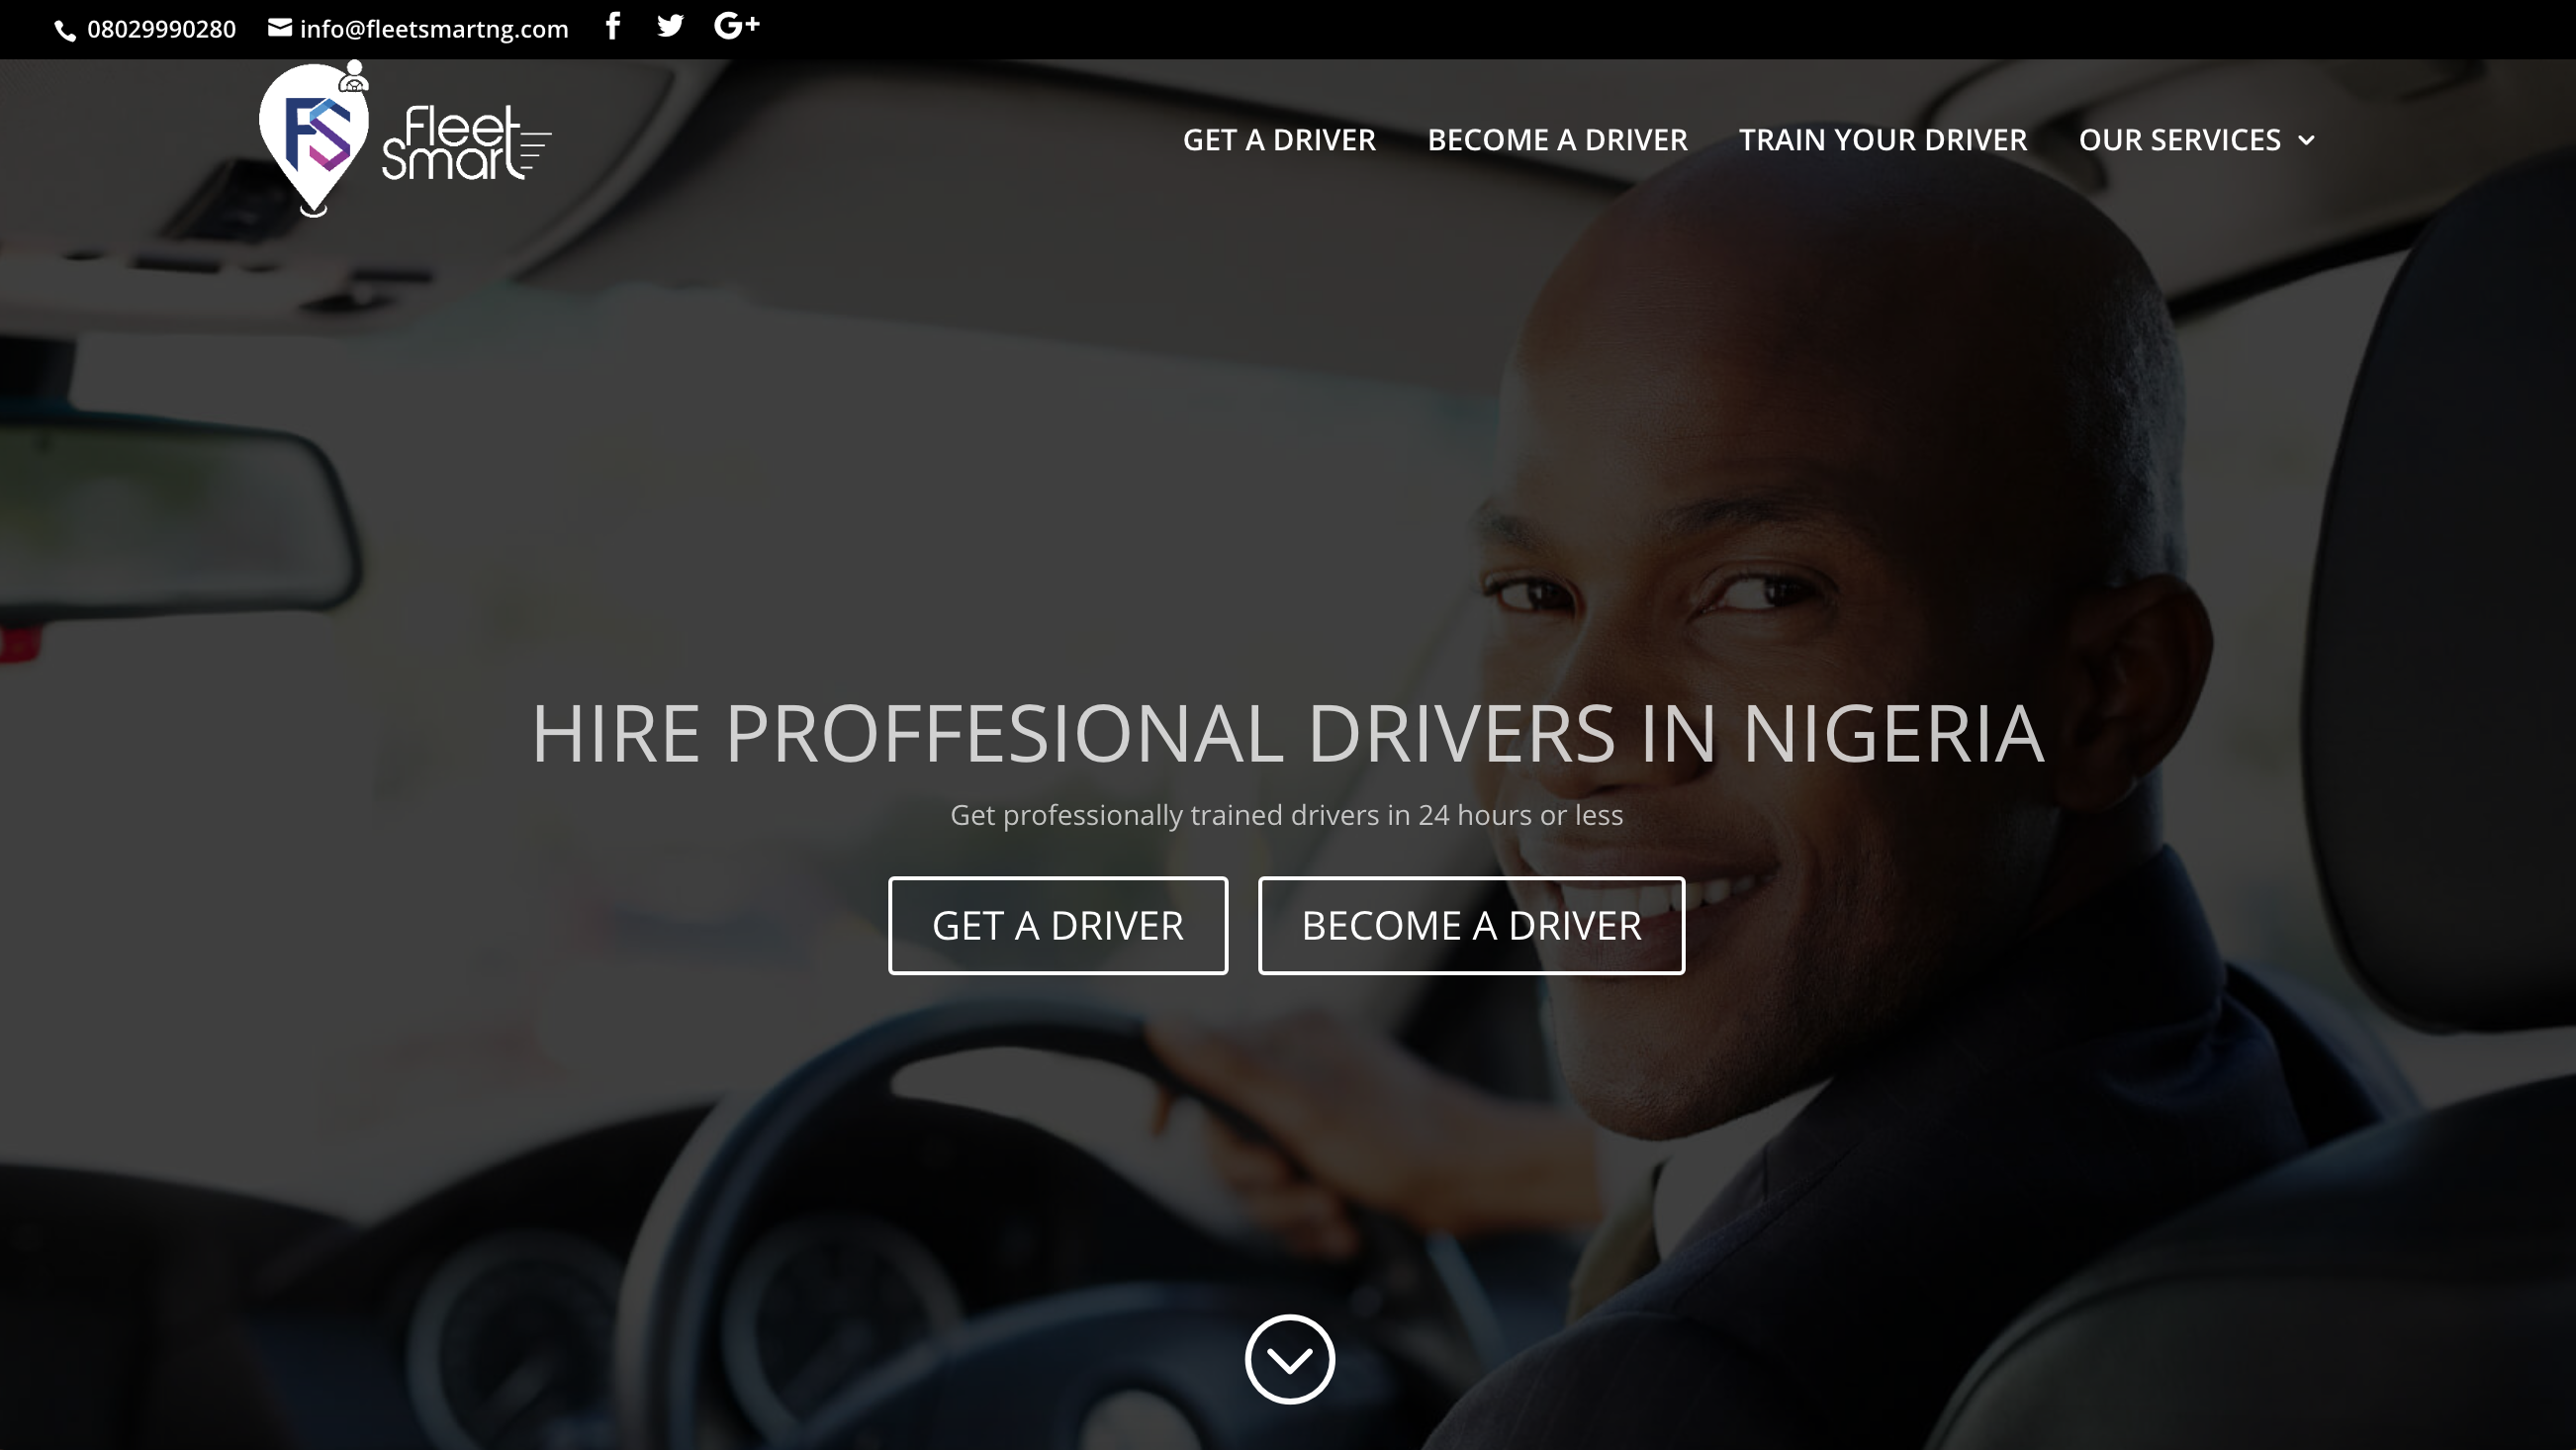 08029990280 info@fleetsmartng.com G+
FS Fleet Smart
GET A DRIVER BECOME A DRIVER TRAIN YOUR DRIVER OUR SERVICES
HIRE PROFFESIONAL DRIVERS IN NIGERIA
Get professionally trained drivers in 24 hours or less
GET A DRIVER BECOME A DRIVER